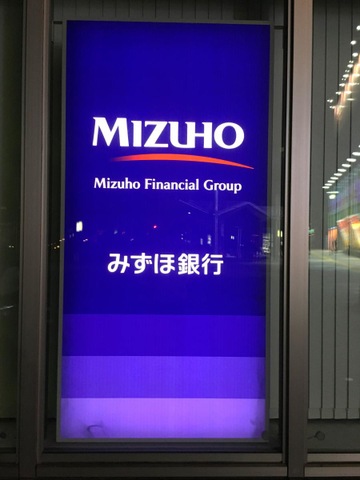 MIZUHO
Mizuho Financial Group
みずほ銀行